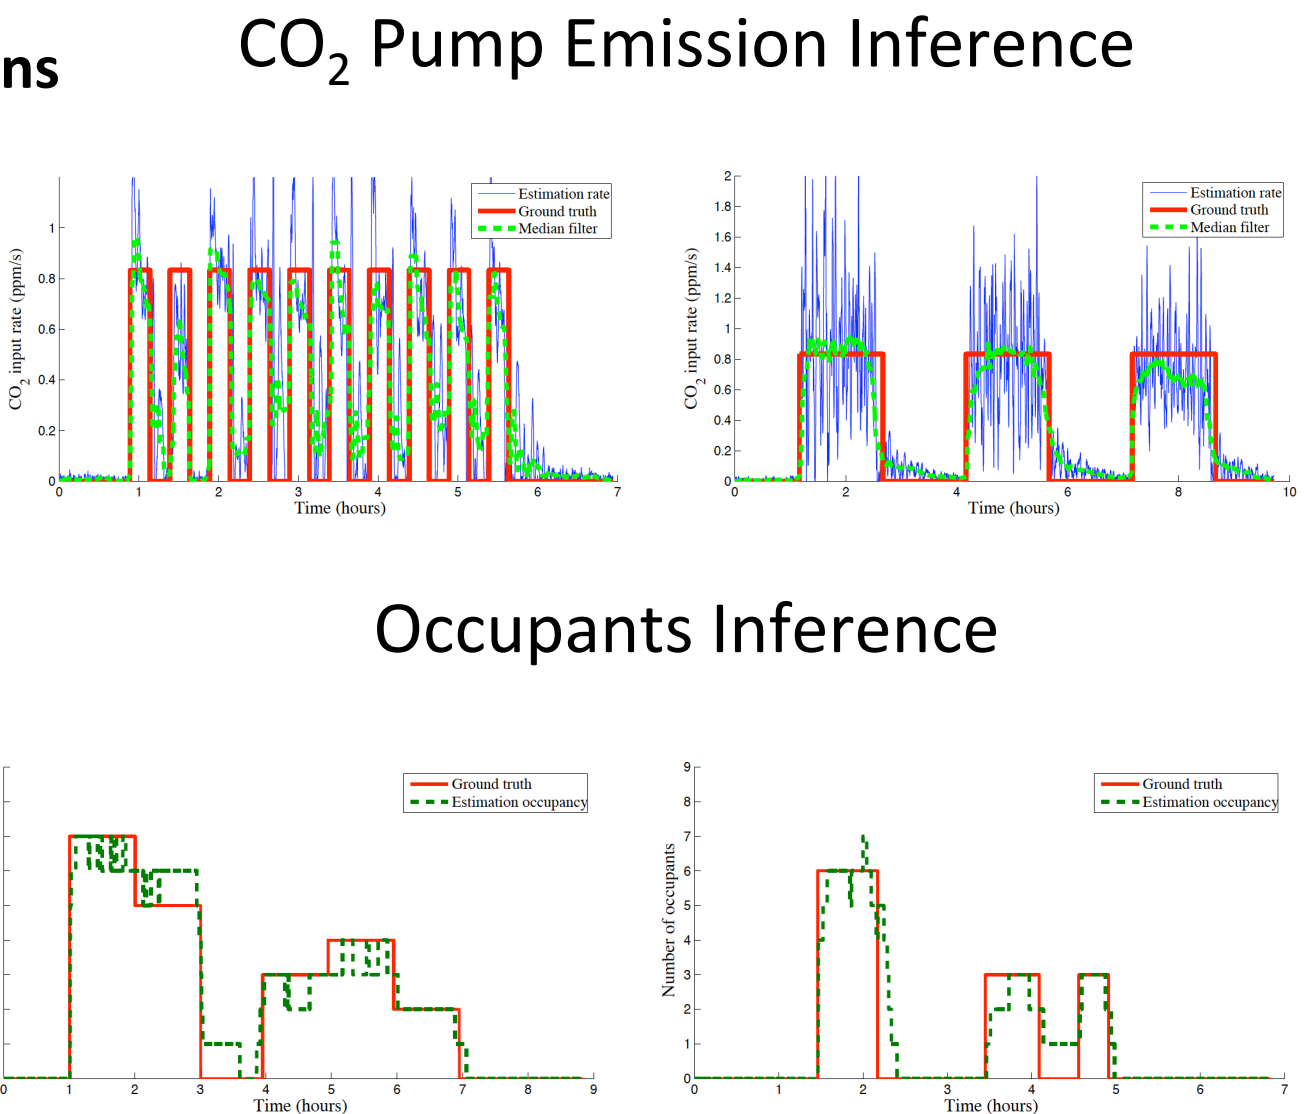 ns
CO2 Pump Emission Inference
Estimation rate
Ground truth
Median filter
CO2 input rate (ppm/s)
1
0.8
0.6
0.4
0.2
0
0 1 2 3 4 5 6 7
Time (hours)
Estimation rate
Ground truth
Median filter
CO2 input rate (ppm/s)
2
1.8
1.6
1.4
1.2
1
0.8
0.6
0.4
0.2
0
0 2 4 6 8 10
Time (hours)
Occupants Inference
Ground truth
Estimation occupancy
0 1 2 3 4 5 6 7 8 9
Time (hours)
Ground truth
Estimation occupancy
Number of occupants
9
8
7
6
5
4
3
2
1
0
0 1 2 3 4 5 6 7
Time (hours)